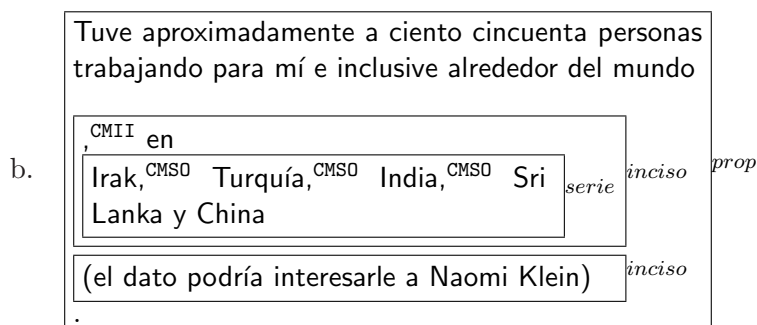 Tuve aproximadamente a ciento cincuenta personas
trabajando para mí e inclusive alrededor del mundo
,CMII en
b.
Irak,CMSO Turquía,CMSO India,CMSO Sri
Lanka y China
serie
inciso
prop
(el dato podría interesarle a Naomi Klein)
inciso
.